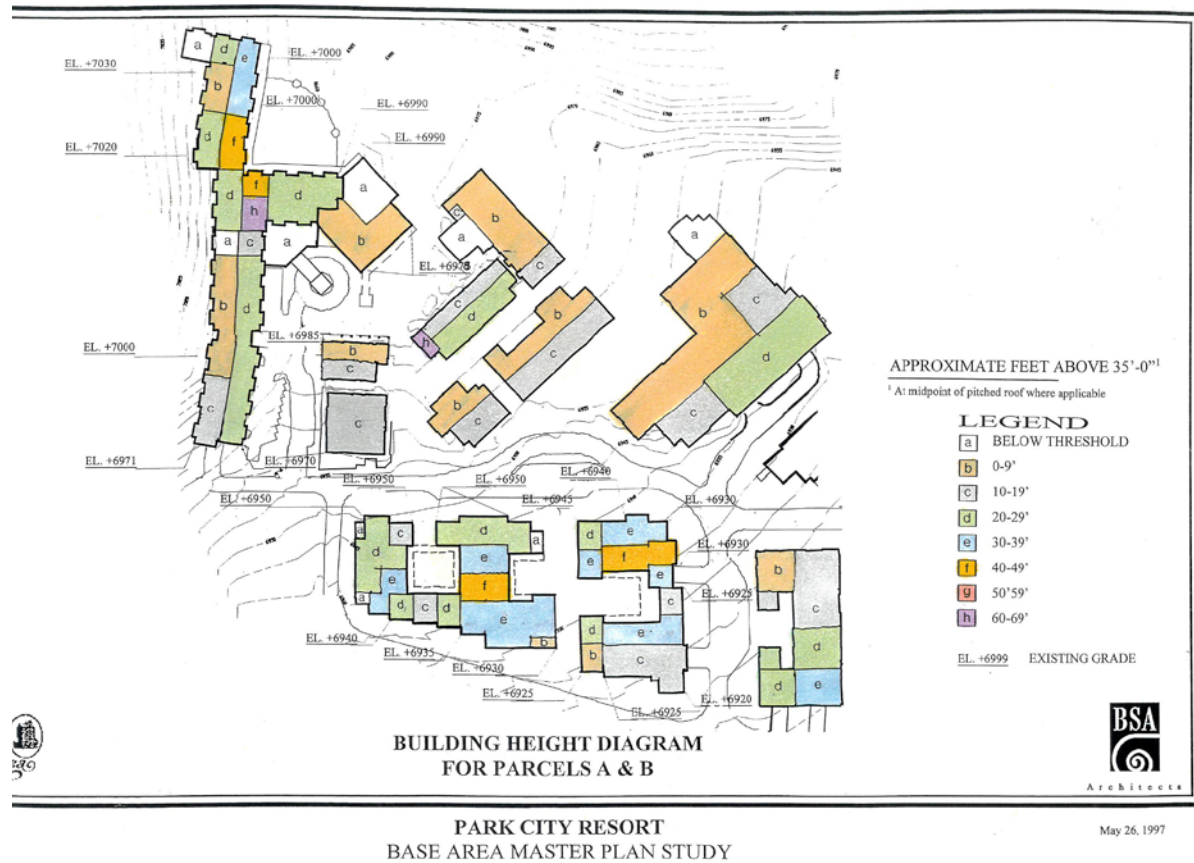 EL. +7030
EL. +7000
EL. +7000
EL. +6990
EL. +6990
EL. +7020
EL. +6975
EL. +6985
EL. +7000
EL. +6971
EL. +6970
EL. +6950
EL. +6950
EL. +6950
EL. +6940
EL. +6945
EL. +6930
EL. +6930
EL. +6925
EL. +6940
EL. +6935
EL. +6930
EL. +6925
EL. +6925
EL. +6920
a
d
e
b
d
f
d
f
d
a
h
b
a
c
a
b
d
c
b
c
c
c
b
a
c
c
d
h
b
c
b
c
a
b
c
d
c
a
c
d
e
a
d
c
d
d
a
e
f
e
b
d
e
e
f
e
c
d
e
b
c
b
c
d
d
e
APPROXIMATE FEET ABOVE 35'-0"¹
¹ At midpoint of pitched roof where applicable
LEGEND
a BELOW THRESHOLD
b 0-9'
c 10-19'
d 20-29'
e 30-39'
f 40-49'
g 50'59'
h 60-69'
EL. +6999 EXISTING GRADE
BUILDING HEIGHT DIAGRAM
FOR PARCELS A & B
BSA
Architects
PARK CITY RESORT
BASE AREA MASTER PLAN STUDY
May 26, 1997